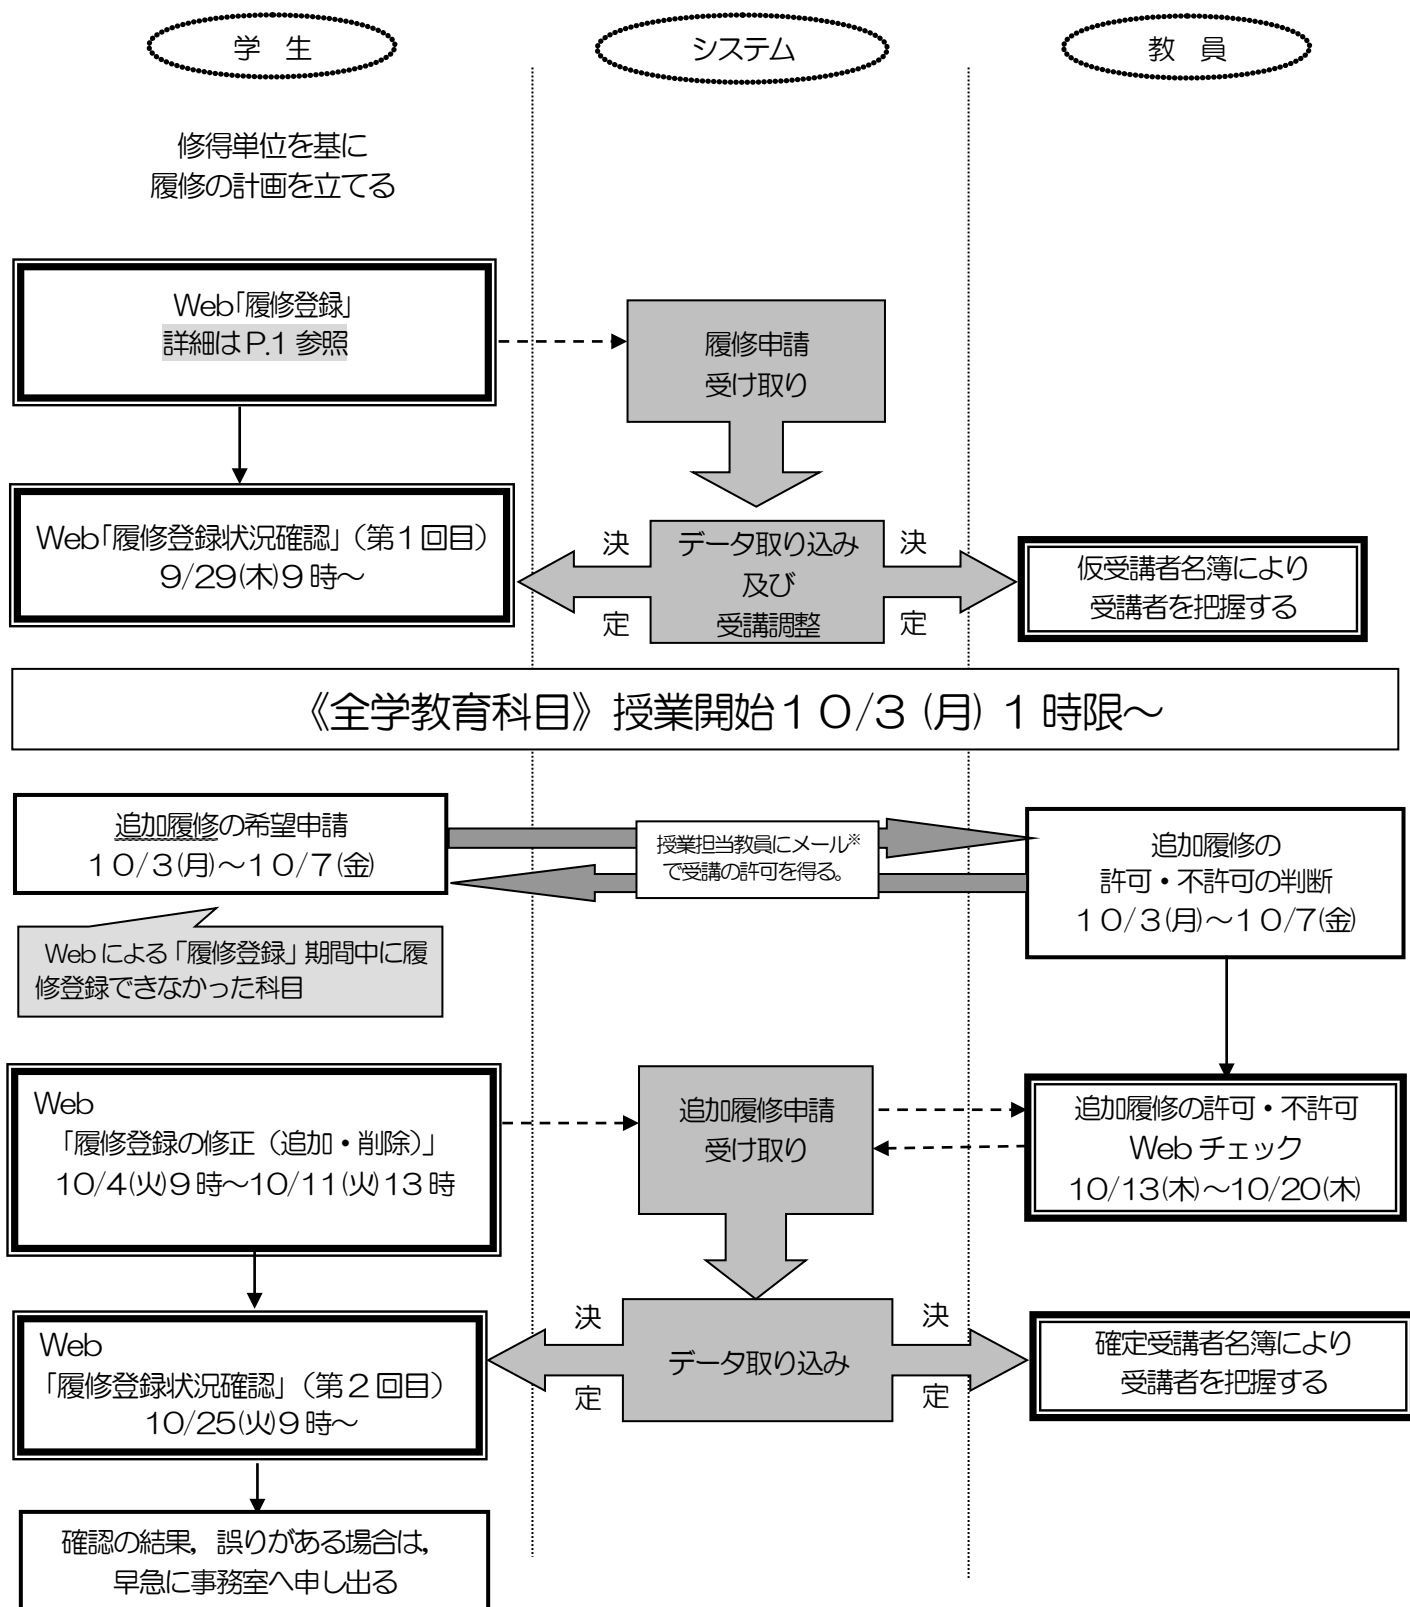 学 生
システム
教 員
修得単位を基に
履修の計画を立てる
Web「履修登録」
詳細はP.1 参照
履修申請
受け取り
Web「履修登録状況確認」（第1回目）
9/29(木)9時～
決
定
データ取り込み
及び
受講調整
決
定
仮受講者名簿により
受講者を把握する
《全学教育科目》授業開始１０/3 (月) 1 時限～
追加履修の希望申請
１０/３(月)～１０/７(金)
授業担当教員にメール※
で受講の許可を得る。
追加履修の
許可・不許可の判断
１０/３(月)～１０/７(金)
Webによる「履修登録」期間中に履
修登録できなかった科目
Web
「履修登録の修正（追加・削除）」
10/4(火)9時～10/11(火)13時
追加履修申請
受け取り
追加履修の許可・不許可
Web チェック
10/13(木)～10/20(木)
Web
「履修登録状況確認」（第２回目）
10/25(火)9時～
決
定
データ取り込み
決
定
確定受講者名簿により
受講者を把握する
確認の結果，誤りがある場合は，
早急に事務室へ申し出る